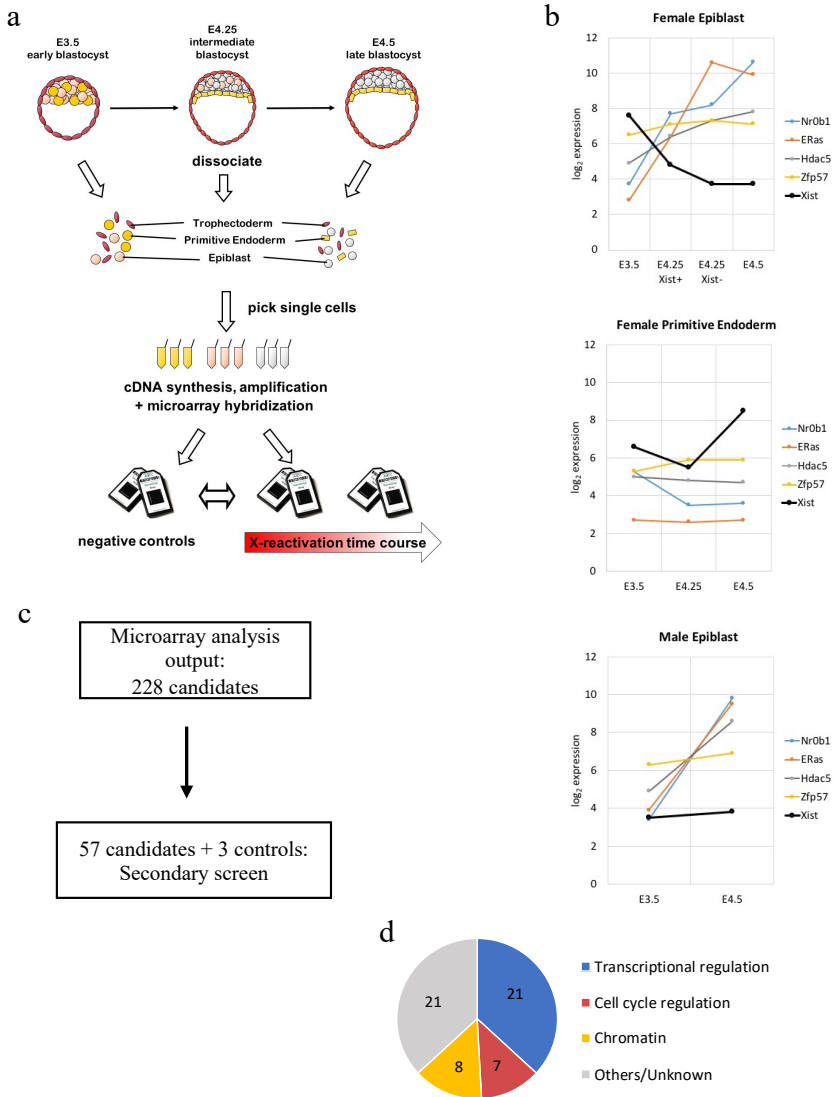 a
E3.5
early blastocyst
E4.25
intermediate
blastocyst
E4.5
late blastocyst
dissociate
Trophectoderm
Primitive Endoderm
Epiblast
pick single cells
cDNA synthesis, amplification
+ microarray hybridization
negative controls
X-reactivation time course
b
Female Epiblast
log2 expression
12
10
8
6
4
2
0
E3.5
E4.25
Xist+
E4.25
Xist-
E4.5
Nr0b1
ERas
Hdac5
Zfp57
Xist
Female Primitive Endoderm
log2 expression
12
10
8
6
4
2
0
E3.5
E4.25
E4.5
Nr0b1
ERas
Hdac5
Zfp57
Xist
Male Epiblast
log2 expression
12
10
8
6
4
2
0
E3.5
E4.5
Nr0b1
ERas
Hdac5
Zfp57
Xist
c
Microarray analysis
output:
228 candidates
57 candidates + 3 controls:
Secondary screen
d
21
21
8
7
Transcriptional regulation
Cell cycle regulation
Chromatin
Others/Unknown